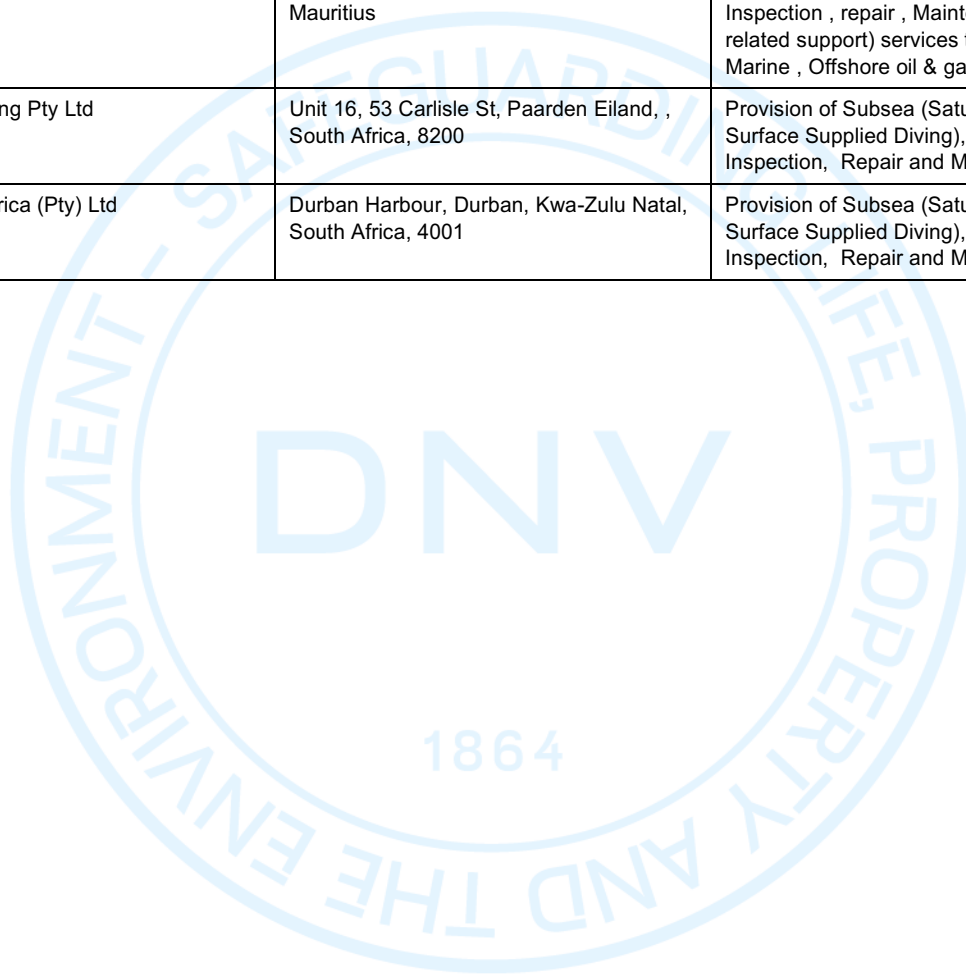 Mauritius
Inspection , repair , Maint
related support) services
Marine , Offshore oil & ga
ng Pty Ltd
Unit 16, 53 Carlisle St, Paarden Eiland, ,
South Africa, 8200
Provision of Subsea (Satu
Surface Supplied Diving),
Inspection, Repair and M
rica (Pty) Ltd
Durban Harbour, Durban, Kwa-Zulu Natal,
South Africa, 4001
Provision of Subsea (Satu
Surface Supplied Diving),
Inspection, Repair and M
SAFEGUARDING LIFE, PROPERTY AND THE ENVIRONMENT -
DNV
1864